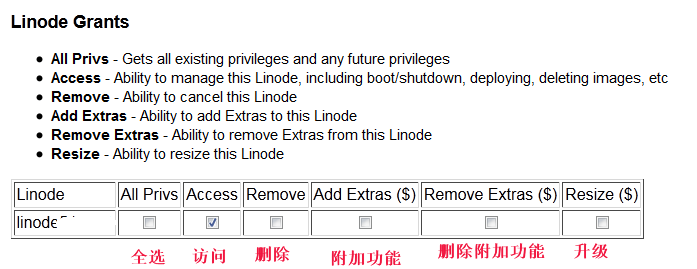 Linode Grants
All Privs - Gets all existing privileges and any future privileges
Access - Ability to manage this Linode, including boot/shutdown, deploying, deleting images, etc
Remove - Ability to cancel this Linode
Add Extras - Ability to add Extras to this Linode
Remove Extras - Ability to remove Extras from this Linode
Resize - Ability to resize this Linode
Linode All Privs Access Remove Add Extras ($) Remove Extras ($) Resize ($)
linode
全选 访问 删除 附加功能 删除附加功能 升级